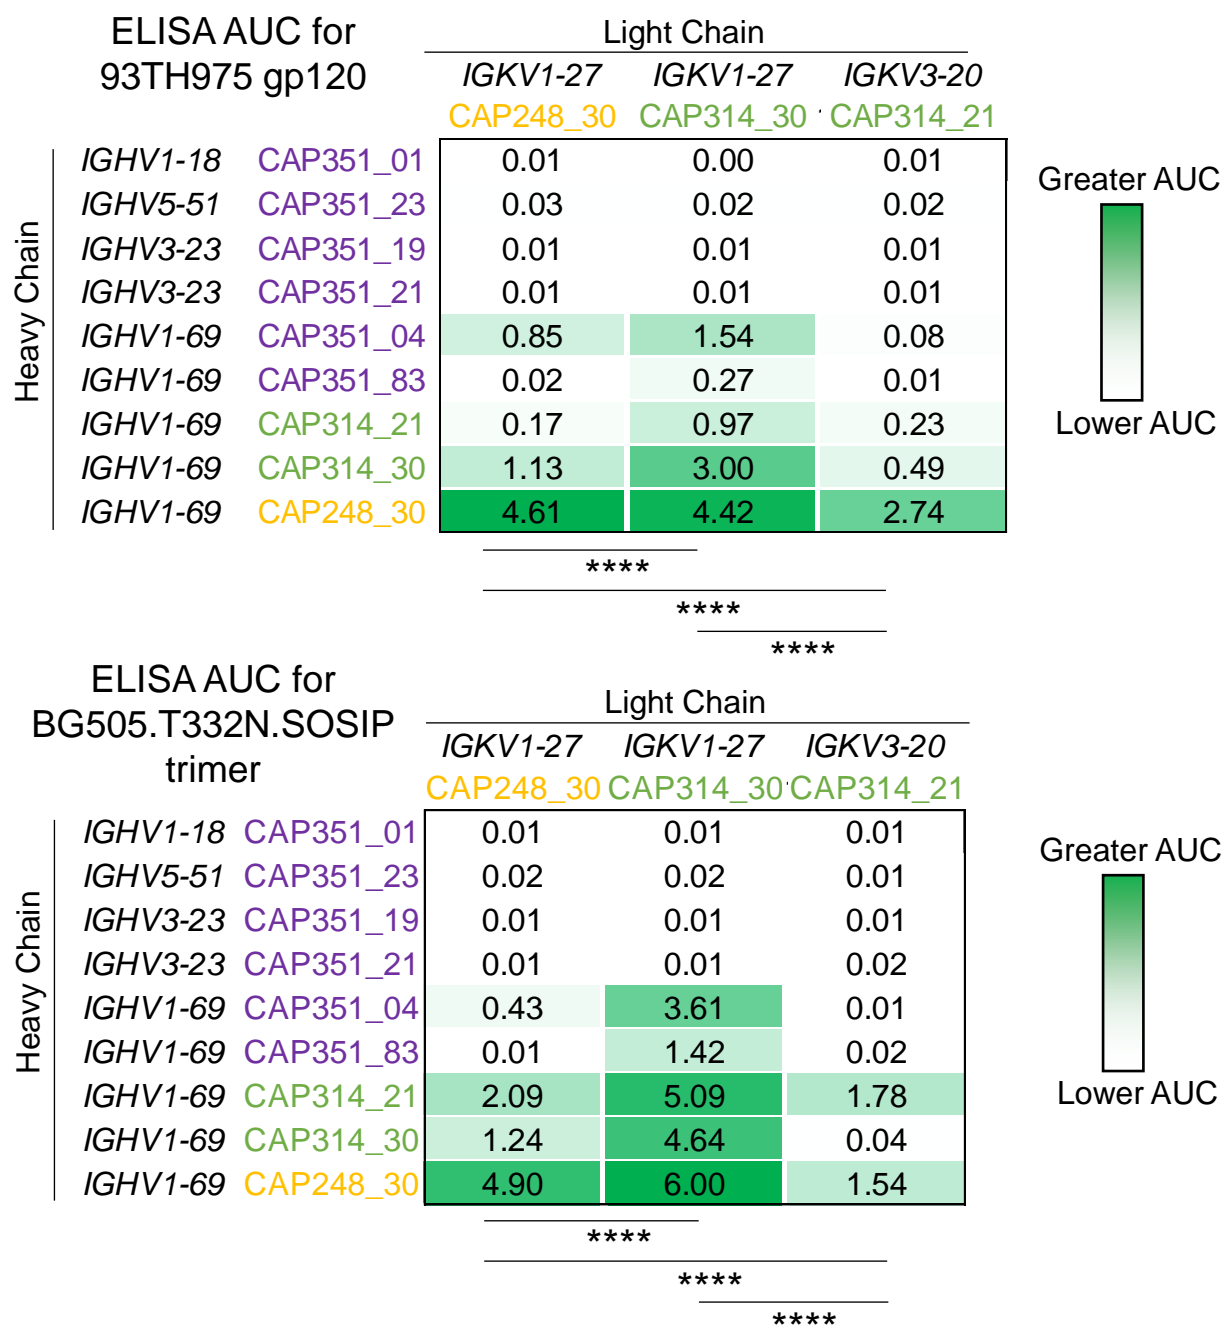 ELISA AUC for
93TH975 gp120
Light Chain
IGKV1-27 IGKV1-27 IGKV3-20
CAP248_30 CAP314_30 CAP314_21
Heavy Chain
IGHV1-18 CAP351_01 0.01 0.00 0.01
IGHV5-51 CAP351_23 0.03 0.02 0.02
IGHV3-23 CAP351_19 0.01 0.01 0.01
IGHV3-23 CAP351_21 0.01 0.01 0.01
IGHV1-69 CAP351_04 0.85 1.54 0.08
IGHV1-69 CAP351_83 0.02 0.27 0.01
IGHV1-69 CAP314_21 0.17 0.97 0.23
IGHV1-69 CAP314_30 1.13 3.00 0.49
IGHV1-69 CAP248_30 4.61 4.42 2.74
****
****
****
Greater AUC
Lower AUC
ELISA AUC for
BG505.T332N.SOSIP
trimer
Light Chain
IGKV1-27 IGKV1-27 IGKV3-20
CAP248_30 CAP314_30 CAP314_21
Heavy Chain
IGHV1-18 CAP351_01 0.01 0.01 0.01
IGHV5-51 CAP351_23 0.02 0.02 0.01
IGHV3-23 CAP351_19 0.01 0.01 0.01
IGHV3-23 CAP351_21 0.01 0.01 0.02
IGHV1-69 CAP351_04 0.43 3.61 0.01
IGHV1-69 CAP351_83 0.01 1.42 0.02
IGHV1-69 CAP314_21 2.09 5.09 1.78
IGHV1-69 CAP314_30 1.24 4.64 0.04
IGHV1-69 CAP248_30 4.90 6.00 1.54
****
****
****
Greater AUC
Lower AUC